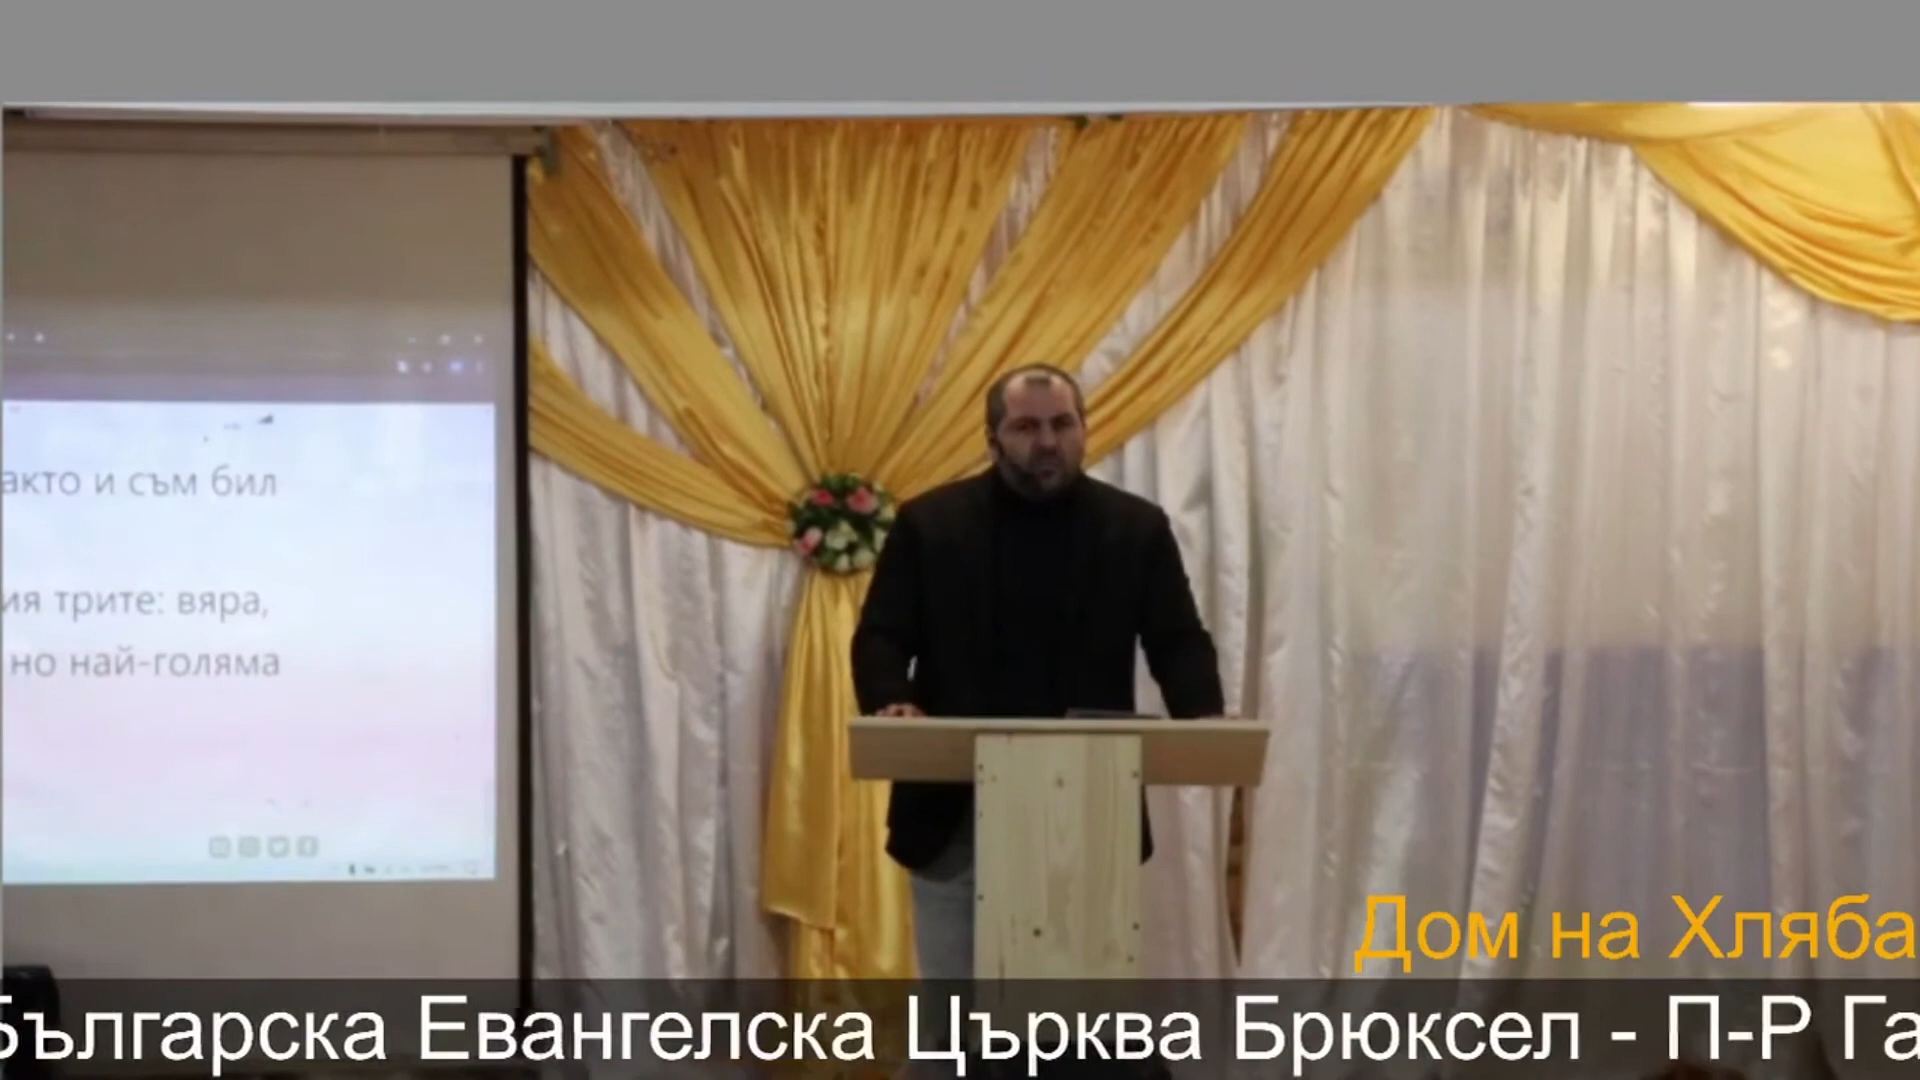 акто и съм бил
ия трите: вяра,
но най-голяма
Дом на Хляба
Българска Евангелска Църква Брюксел - П-Р Га